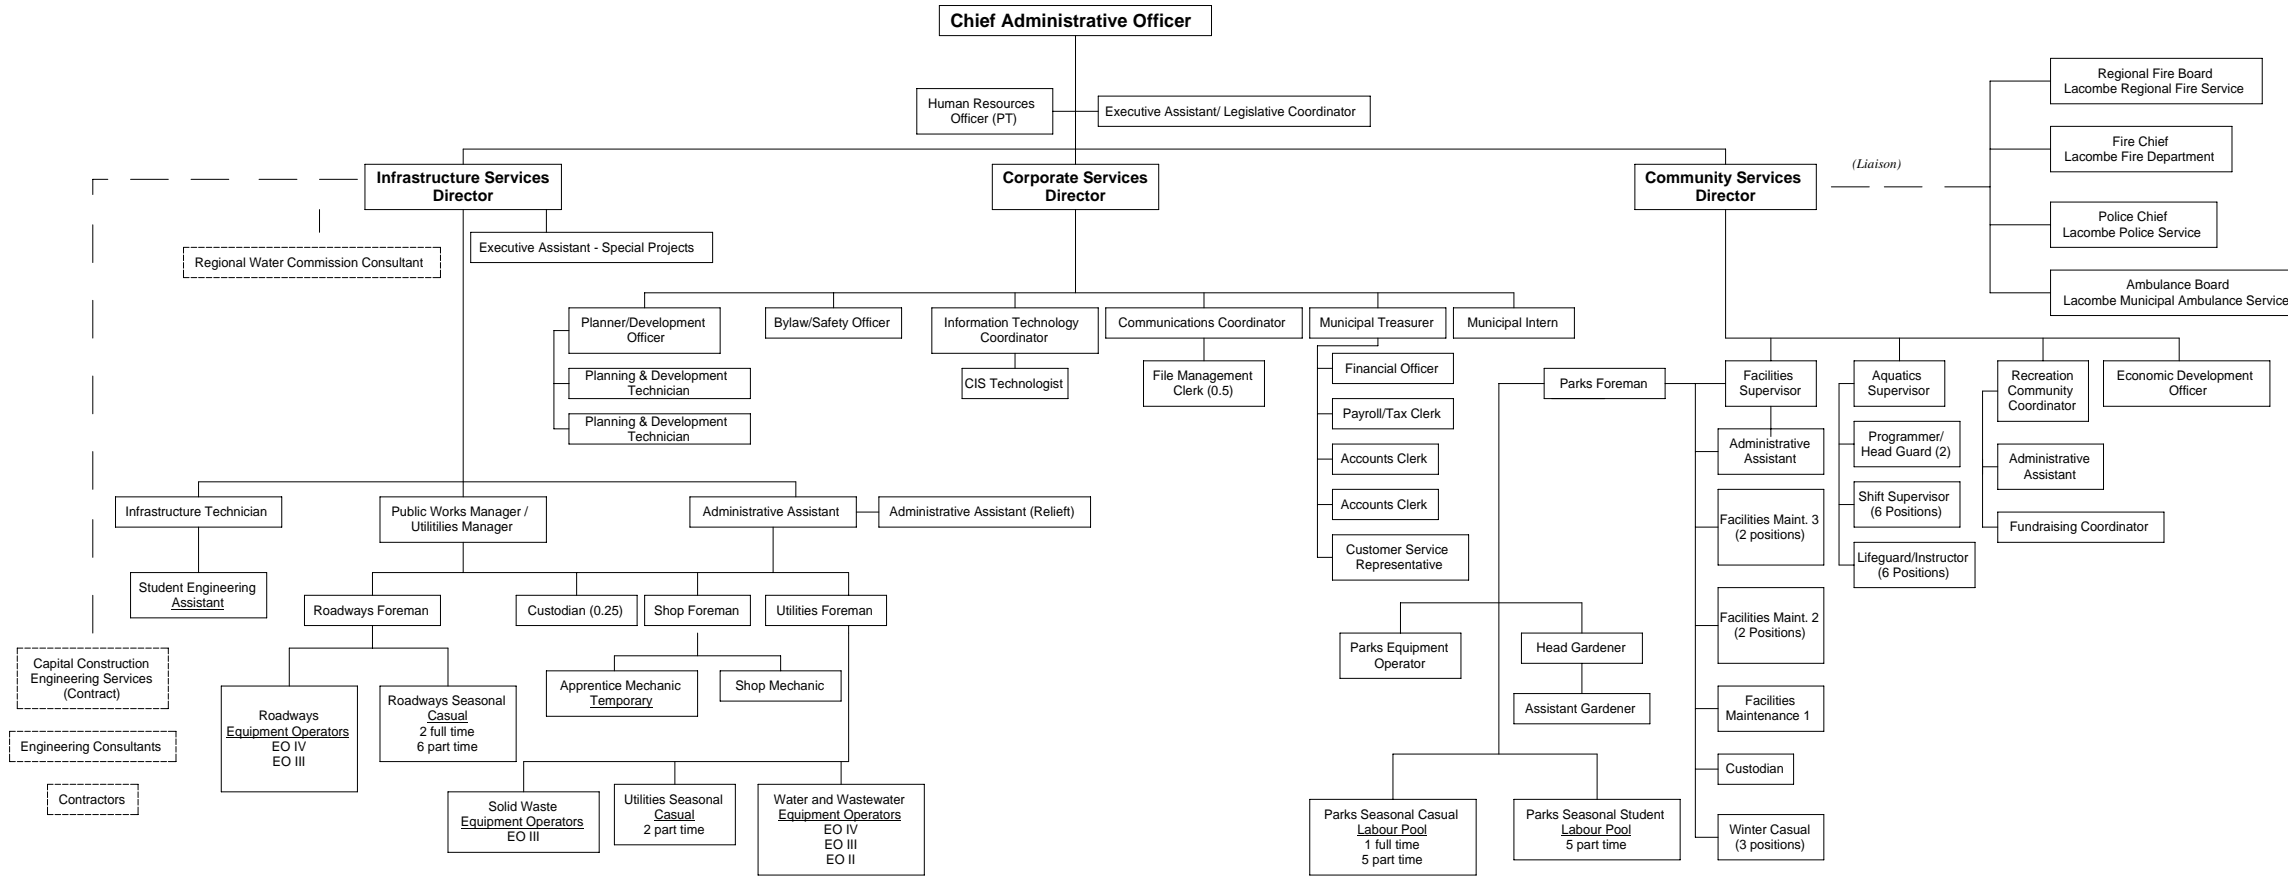 Chief Administrative Officer
Human Resources
Officer (PT)
Executive Assistant/ Legislative Coordinator
Regional Fire Board
Lacombe Regional Fire Service
Fire Chief
Lacombe Fire Department
(Liaison)
Police Chief
Lacombe Police Service
Ambulance Board
Lacombe Municipal Ambulance Service
Infrastructure Services
Director
Corporate Services
Director
Community Services
Director
Regional Water Commission Consultant
Executive Assistant - Special Projects
Planner/Development
Officer
Bylaw/Safety Officer
Information Technology
Coordinator
Communications Coordinator
Municipal Treasurer
Municipal Intern
Planning & Development
Technician
Planning & Development
Technician
CIS Technologist
File Management
Clerk (0.5)
Financial Officer
Payroll/Tax Clerk
Accounts Clerk
Accounts Clerk
Customer Service
Representative
Parks Foreman
Facilities
Supervisor
Aquatics
Supervisor
Recreation
Community
Coordinator
Economic Development
Officer
Administrative
Assistant
Facilities Maint. 3
(2 positions)
Facilities Maint. 2
(2 Positions)
Facilities
Maintenance 1
Custodian
Winter Casual
(3 positions)
Programmer/
Head Guard (2)
Shift Supervisor
(6 Positions)
Lifeguard/Instructor
(6 Positions)
Administrative
Assistant
Fundraising Coordinator
Infrastructure Technician
Public Works Manager /
Utilitilies Manager
Administrative Assistant
Administrative Assistant (Relieft)
Student Engineering
Assistant
Roadways Foreman
Custodian (0.25)
Shop Foreman
Utilities Foreman
Capital Construction
Engineering Services
(Contract)
Engineering Consultants
Contractors
Roadways
Equipment Operators
EO IV
EO III
Roadways Seasonal
Casual
2 full time
6 part time
Apprentice Mechanic
Temporary
Shop Mechanic
Solid Waste
Equipment Operators
EO III
Utilities Seasonal
Casual
2 part time
Water and Wastewater
Equipment Operators
EO IV
EO III
EO II
Parks Equipment
Operator
Head Gardener
Assistant Gardener
Parks Seasonal Casual
Labour Pool
1 full time
5 part time
Parks Seasonal Student
Labour Pool
5 part time